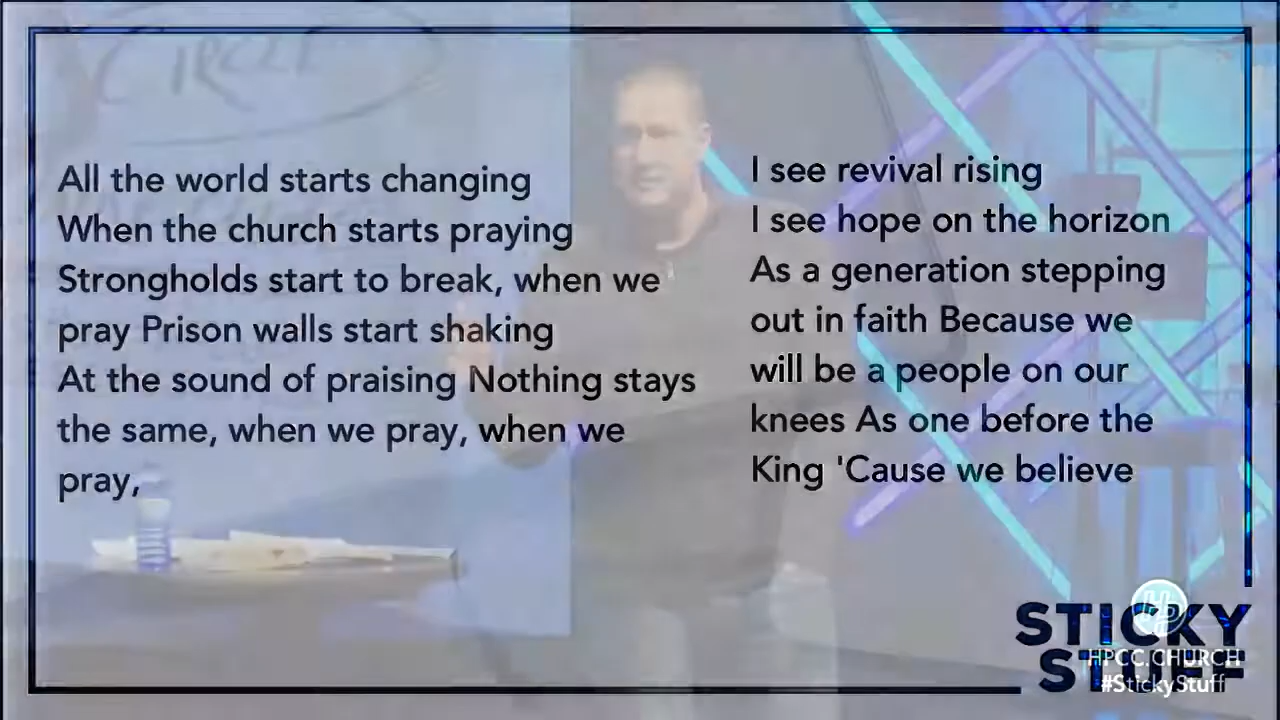 CIRCLE
All the world starts changing
When the church starts praying
Strongholds start to break, when we
pray Prison walls start shaking
At the sound of praising Nothing stays
the same, when we pray, when we
pray,
I see revival rising
I see hope on the horizon
As a generation stepping
out in faith Because we
will be a people on our
knees As one before the
King 'Cause we believe
STICKY
STUFF
HPCC.CHURCH
#StickyStuff